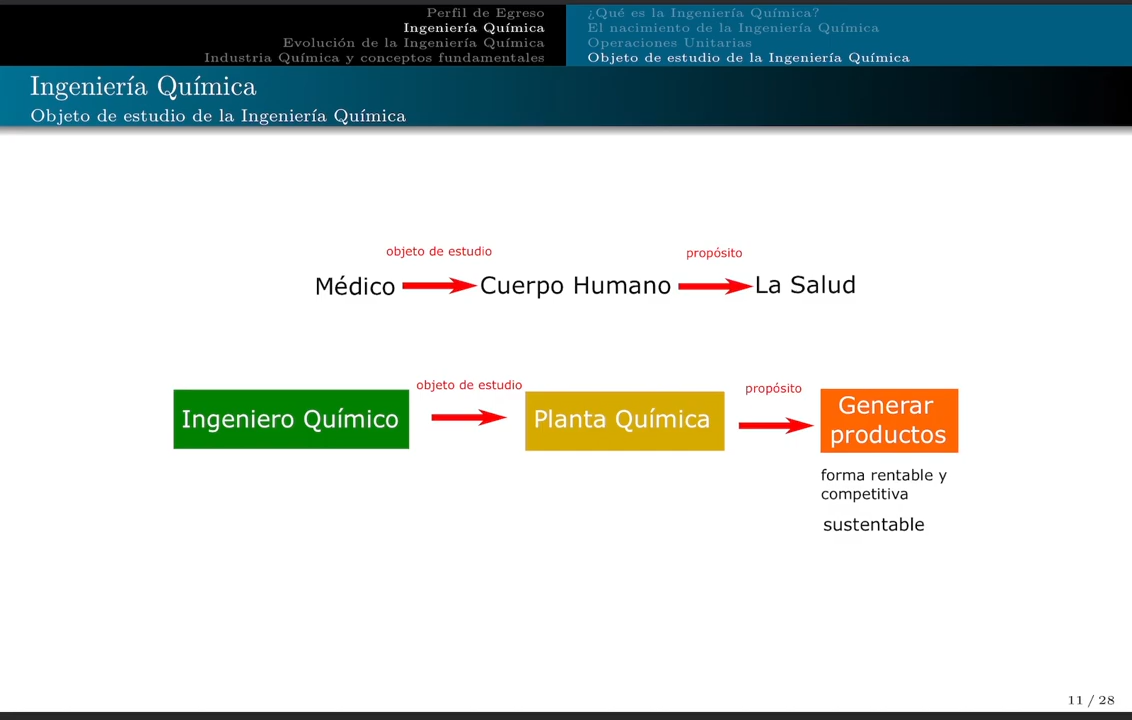 Perfil de Egreso
Ingeniería Química
Evolución de la Ingeniería Química
Industria Química y conceptos fundamentales
¿Qué es la Ingeniería Química?
El nacimiento de la Ingeniería Química
Operaciones Unitarias
Objeto de estudio de la Ingeniería Química
Ingeniería Química
Objeto de estudio de la Ingeniería Química
objeto de estudio
propósito
Médico
Cuerpo Humano
La Salud
objeto de estudio
propósito
Ingeniero Químico
Planta Química
Generar
productos
forma rentable y
competitiva
sustentable
11 / 28